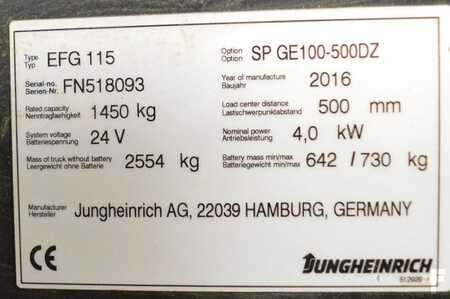 Type
Typ EFG 115 Option
Option SP GE100-500DZ
Serial-no.
Serien-Nr. FN518093 Year of manufacture
Baujahr 2016
Rated capacity
Nenntragfaehigkeit 1450 kg Load center distance
Lastschwerpunktabstand 500 mm
System voltage
Batteriespannung 24 V Nominal power
Antriebsleistung 4,0 kW
Mass of truck without battery
Leergewicht ohne Batterie 2554 kg Battery mass min/max
Batteriegewicht min/max 642 / 730 kg
Manufacturer
Hersteller Jungheinrich AG, 22039 HAMBURG, GERMANY
CE JUNGHEINRICH